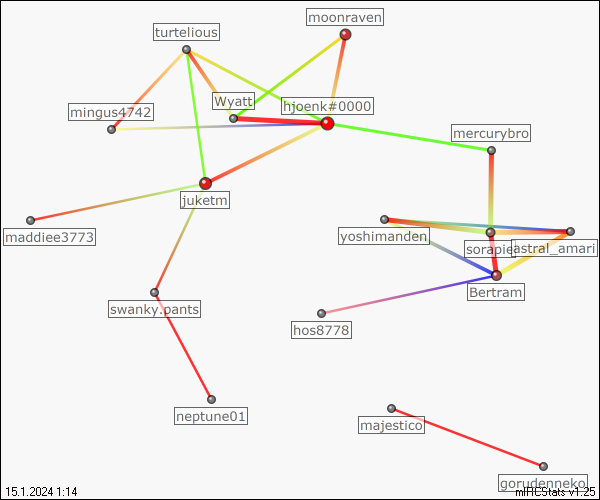 moonraven
turtelious
Wyatt
hjoenk#0000
mingus4742
mercurybro
juketm
maddiee3773
yoshimanden
sorapie
astral_amari
Bertram
swanky.pants
hos8778
neptune01
majestico
gorudenneko
15.1.2024 1:14
mIRCStats v1.25